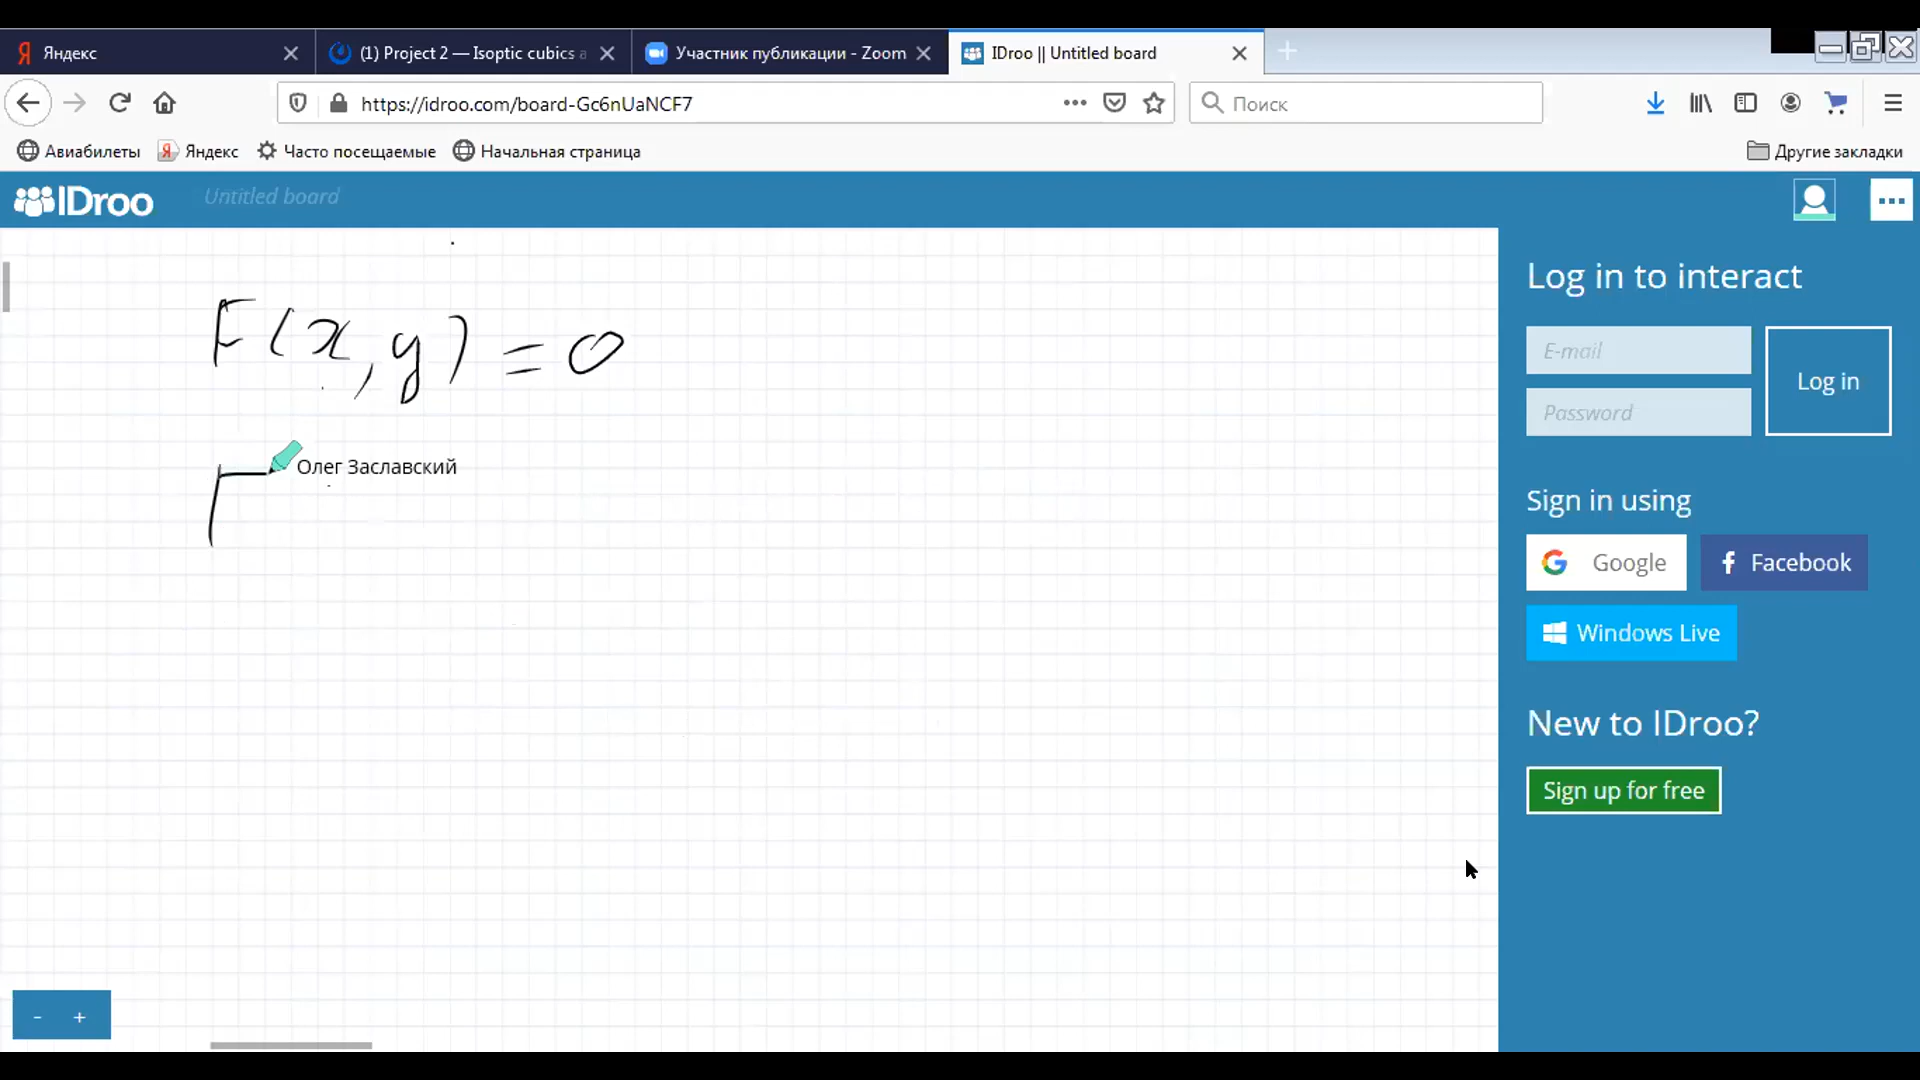 Яндекс
(1) Project 2 — Isoptic cubics a
Участник публикации - Zoom
IDroo || Untitled board
https://idroo.com/board-Gc6nUaNCF7
Поиск
Авиабилеты
Яндекс
Часто посещаемые
Начальная страница
Другие закладки
IDroo
Untitled board
F(x,y) = 0
Олег Заславский
Log in to interact
E-mail
Password
Log in
Sign in using
Google
Facebook
Windows Live
New to IDroo?
Sign up for free
- +